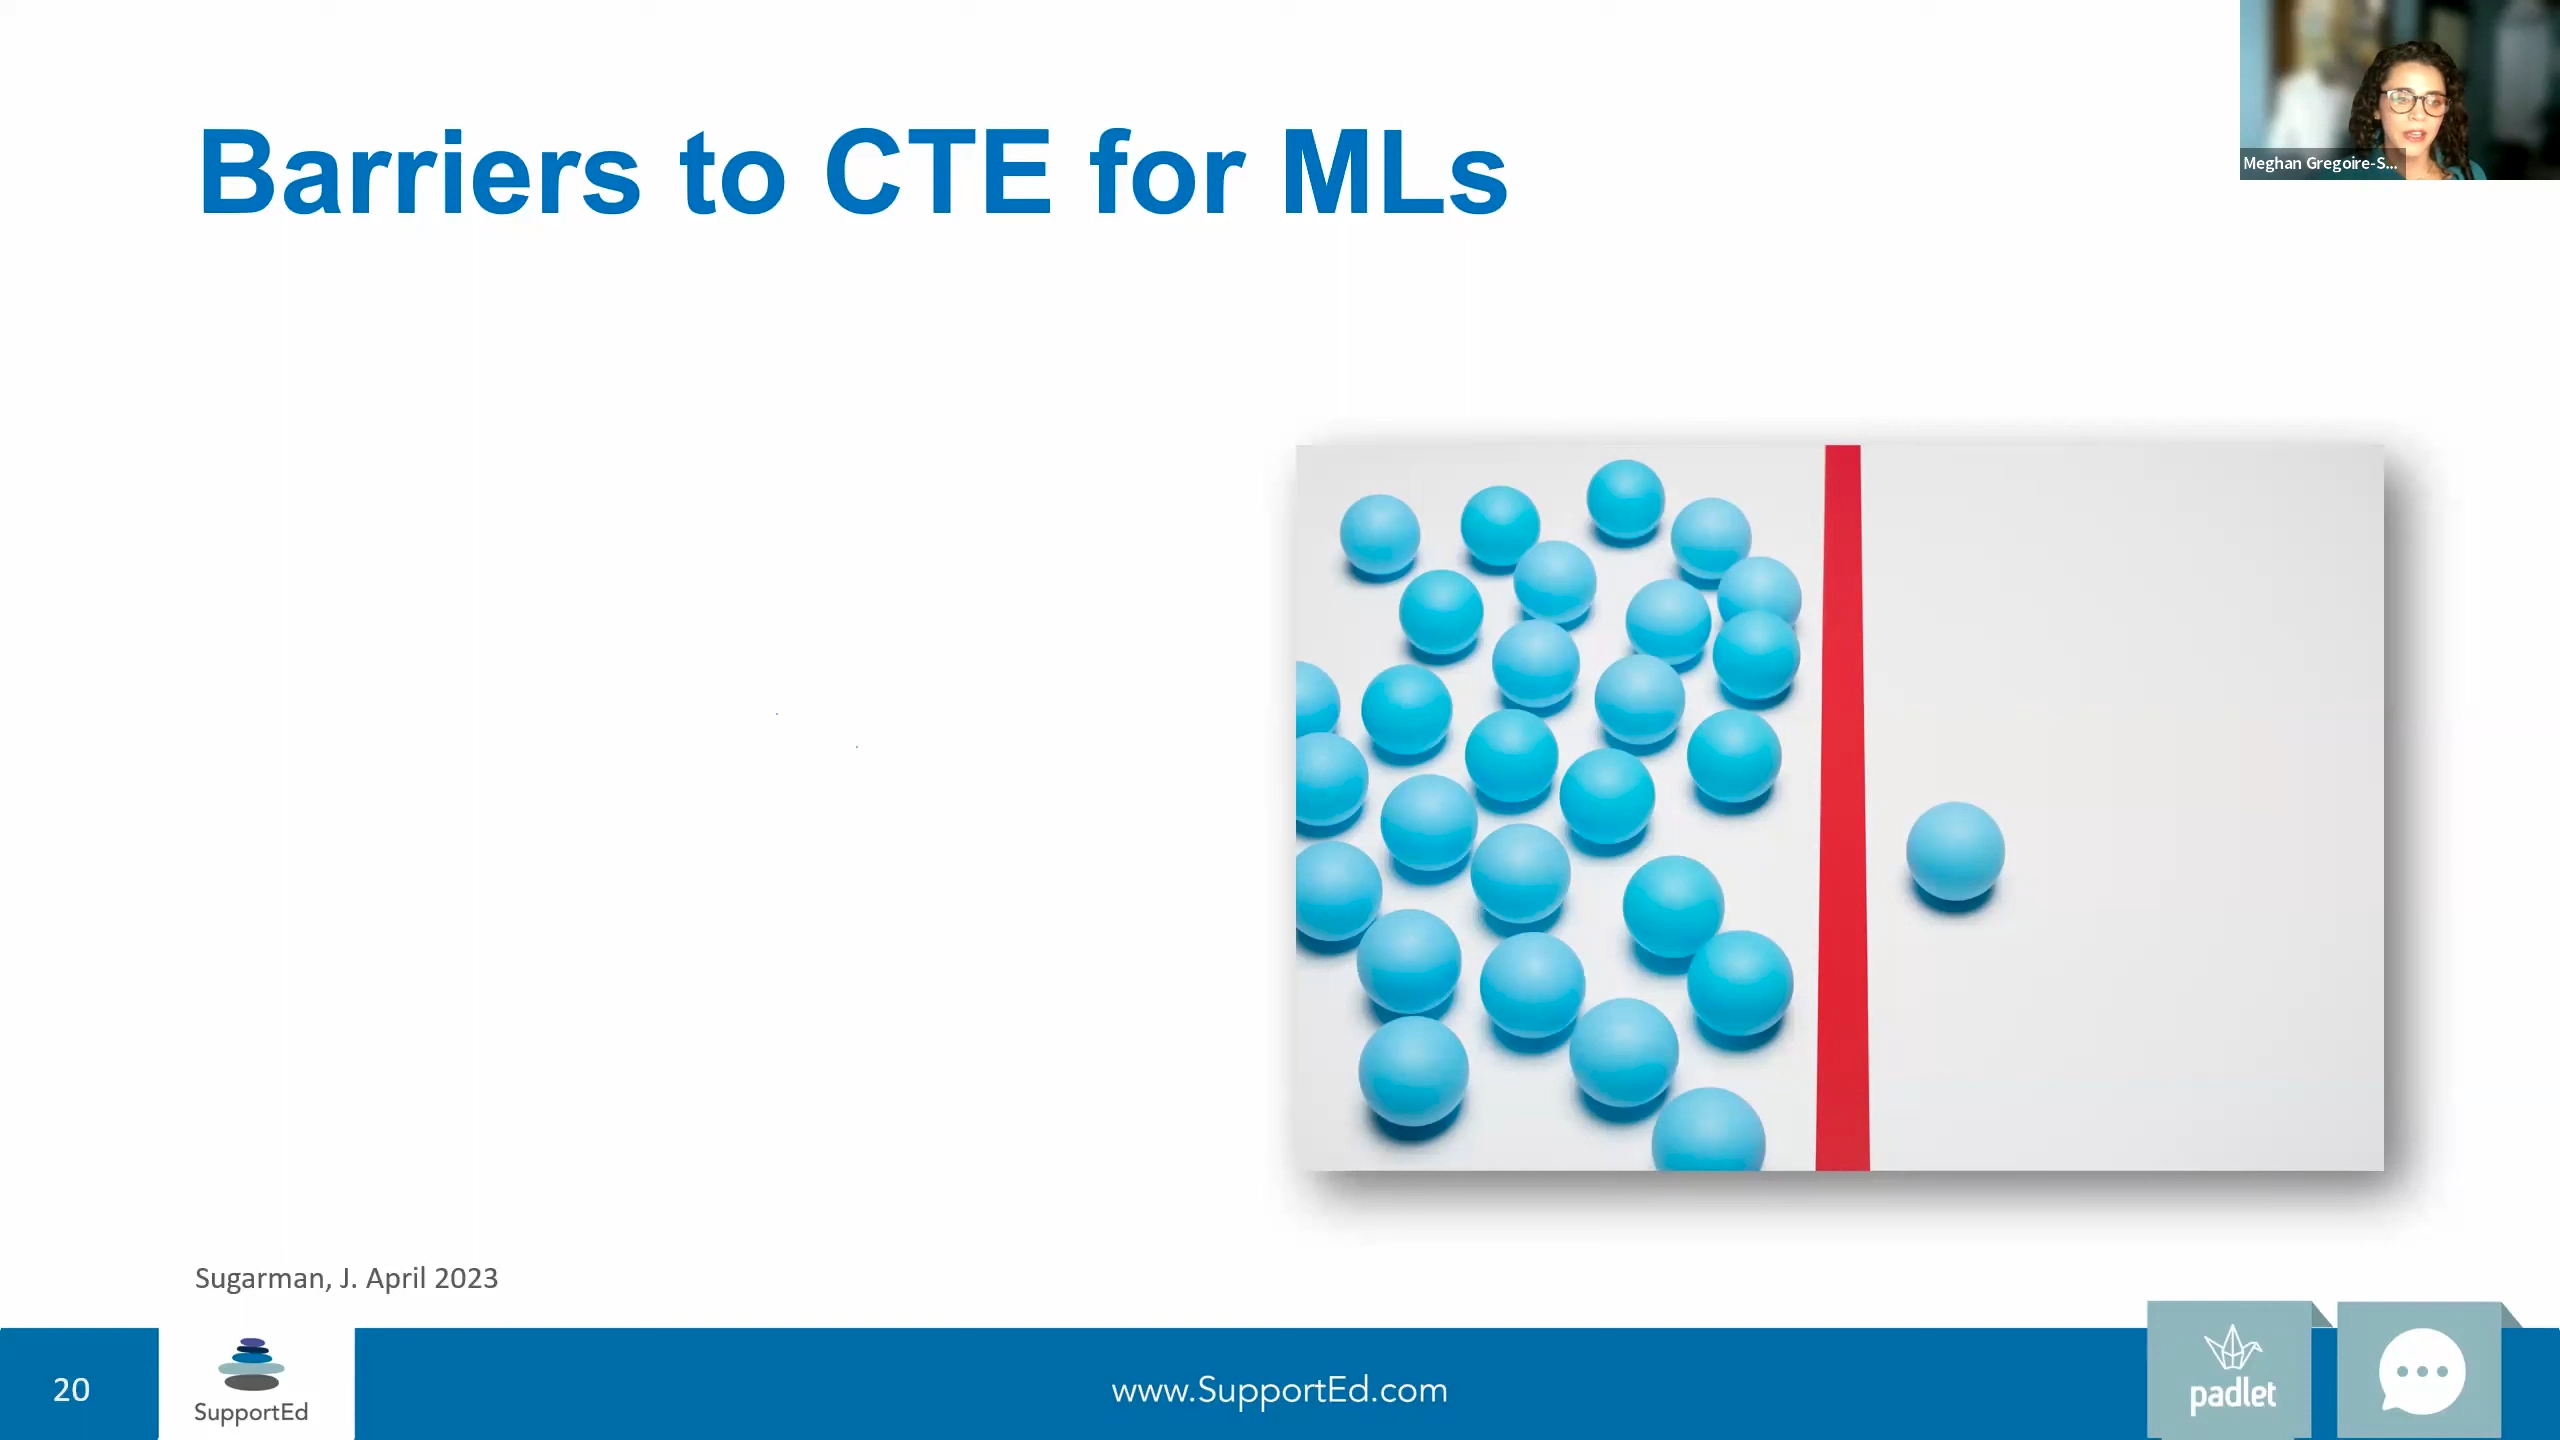 Meghan Gregoire-S...
Barriers to CTE for MLs
Sugarman, J. April 2023
20
SupportEd
www.SupportEd.com
padlet